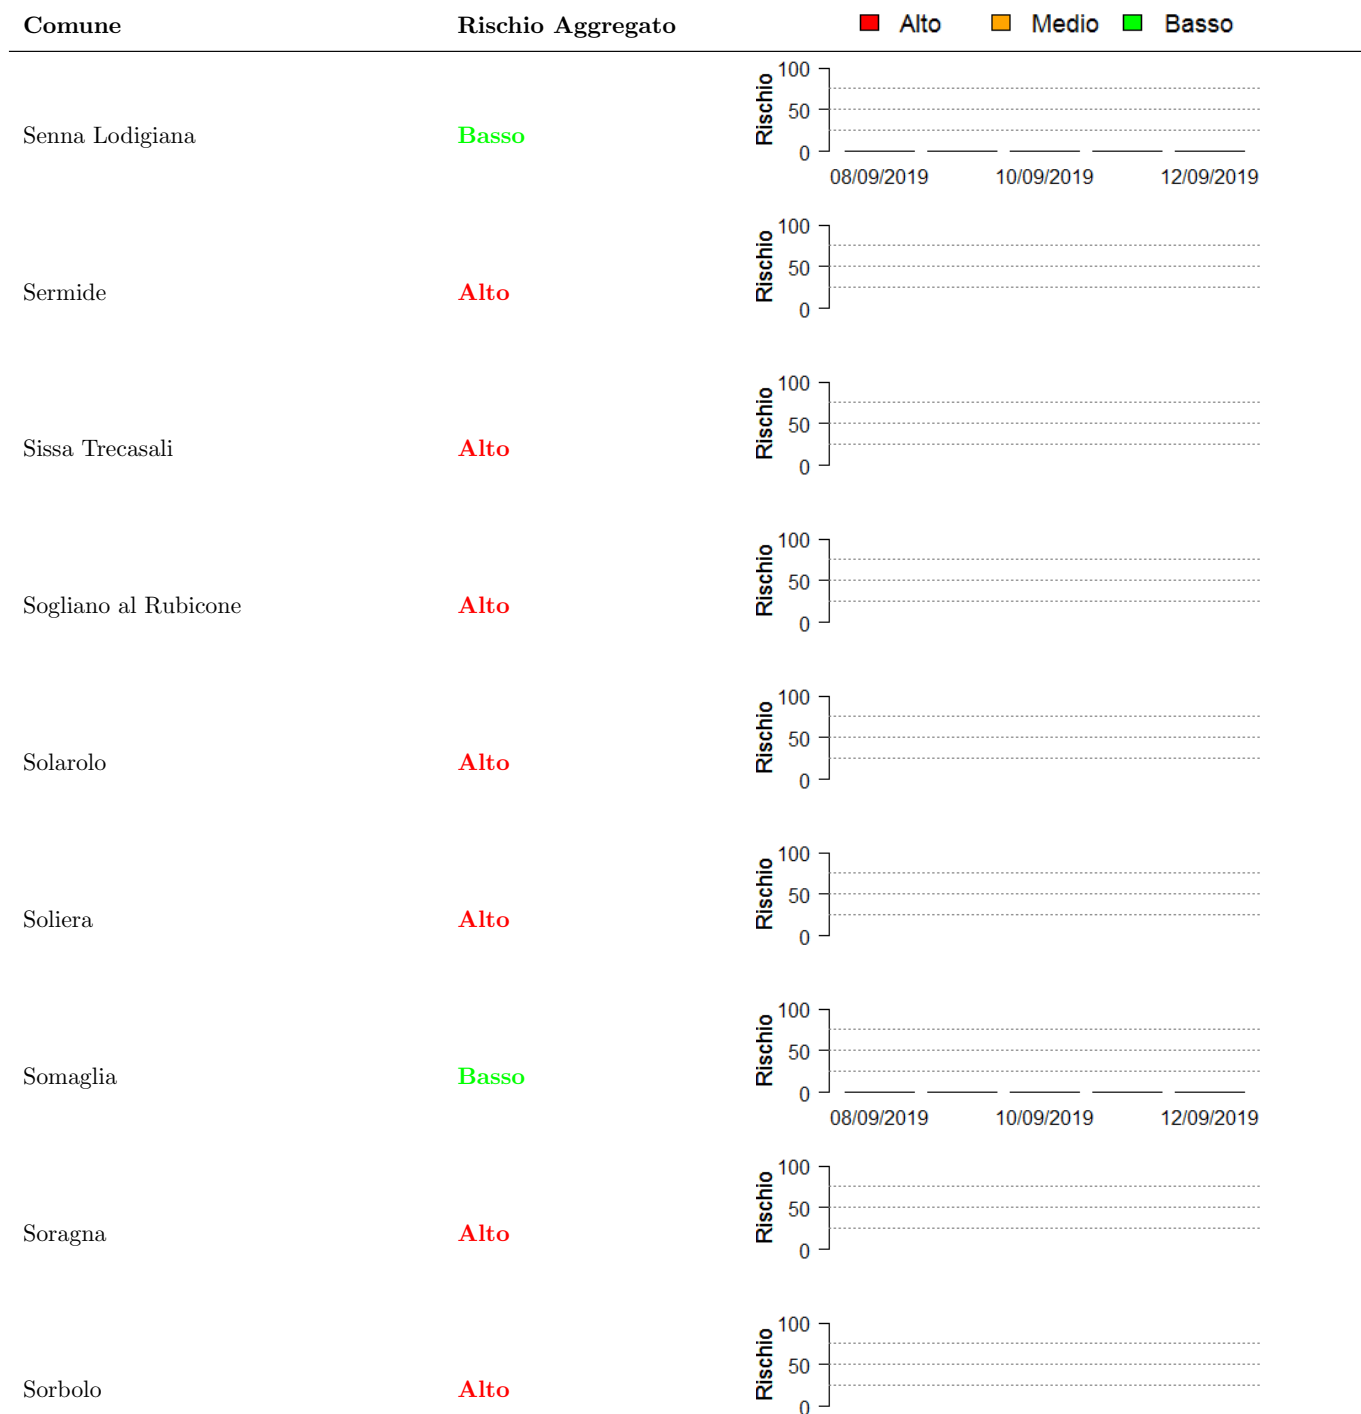 Comune Rischio Aggregato Alto Medio Basso
Senna Lodigiana Basso Rischio 100 50 0
08/09/2019 10/09/2019 12/09/2019
Sermide Alto Rischio 100 50 0
Sissa Trecasali Alto Rischio 100 50 0
Sogliano al Rubicone Alto Rischio 100 50 0
Solarolo Alto Rischio 100 50 0
Soliera Alto Rischio 100 50 0
Somaglia Basso Rischio 100 50 0
08/09/2019 10/09/2019 12/09/2019
Soragna Alto Rischio 100 50 0
Sorbolo Alto Rischio 100 50 0